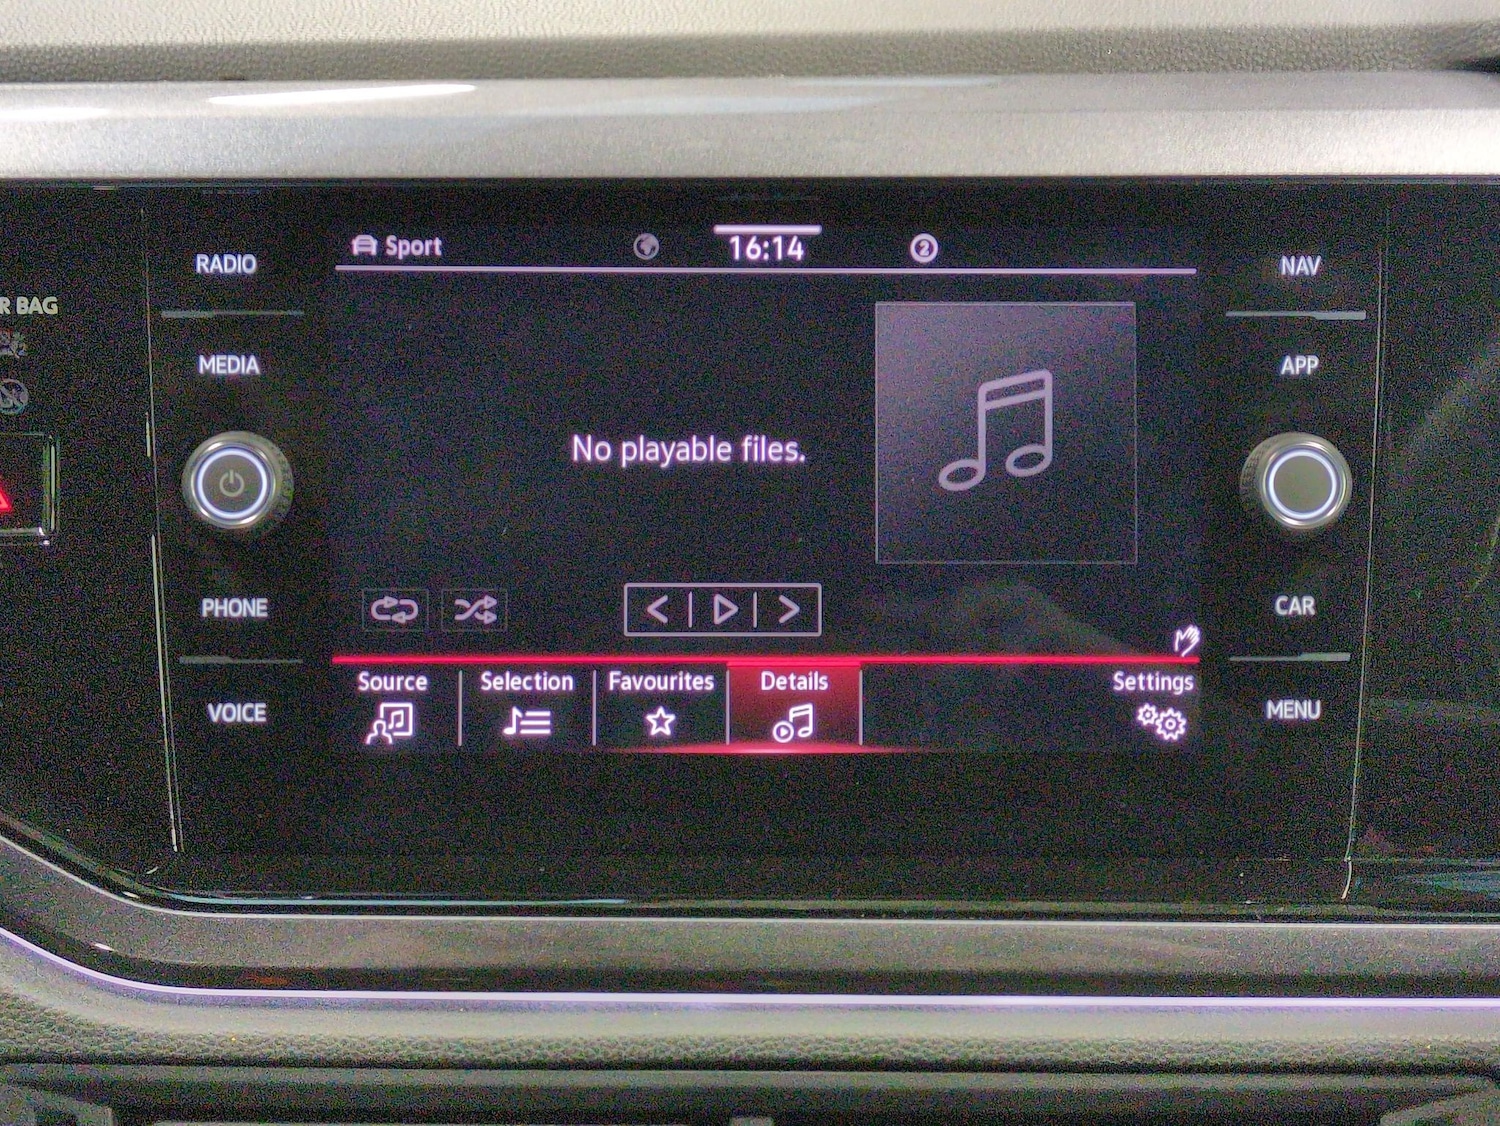 RADIO
MEDIA
PHONE
VOICE
R BAG
Sport
16:14
2
No playable files.
Source
Selection
Favourites
Details
Settings
NAV
APP
CAR
MENU